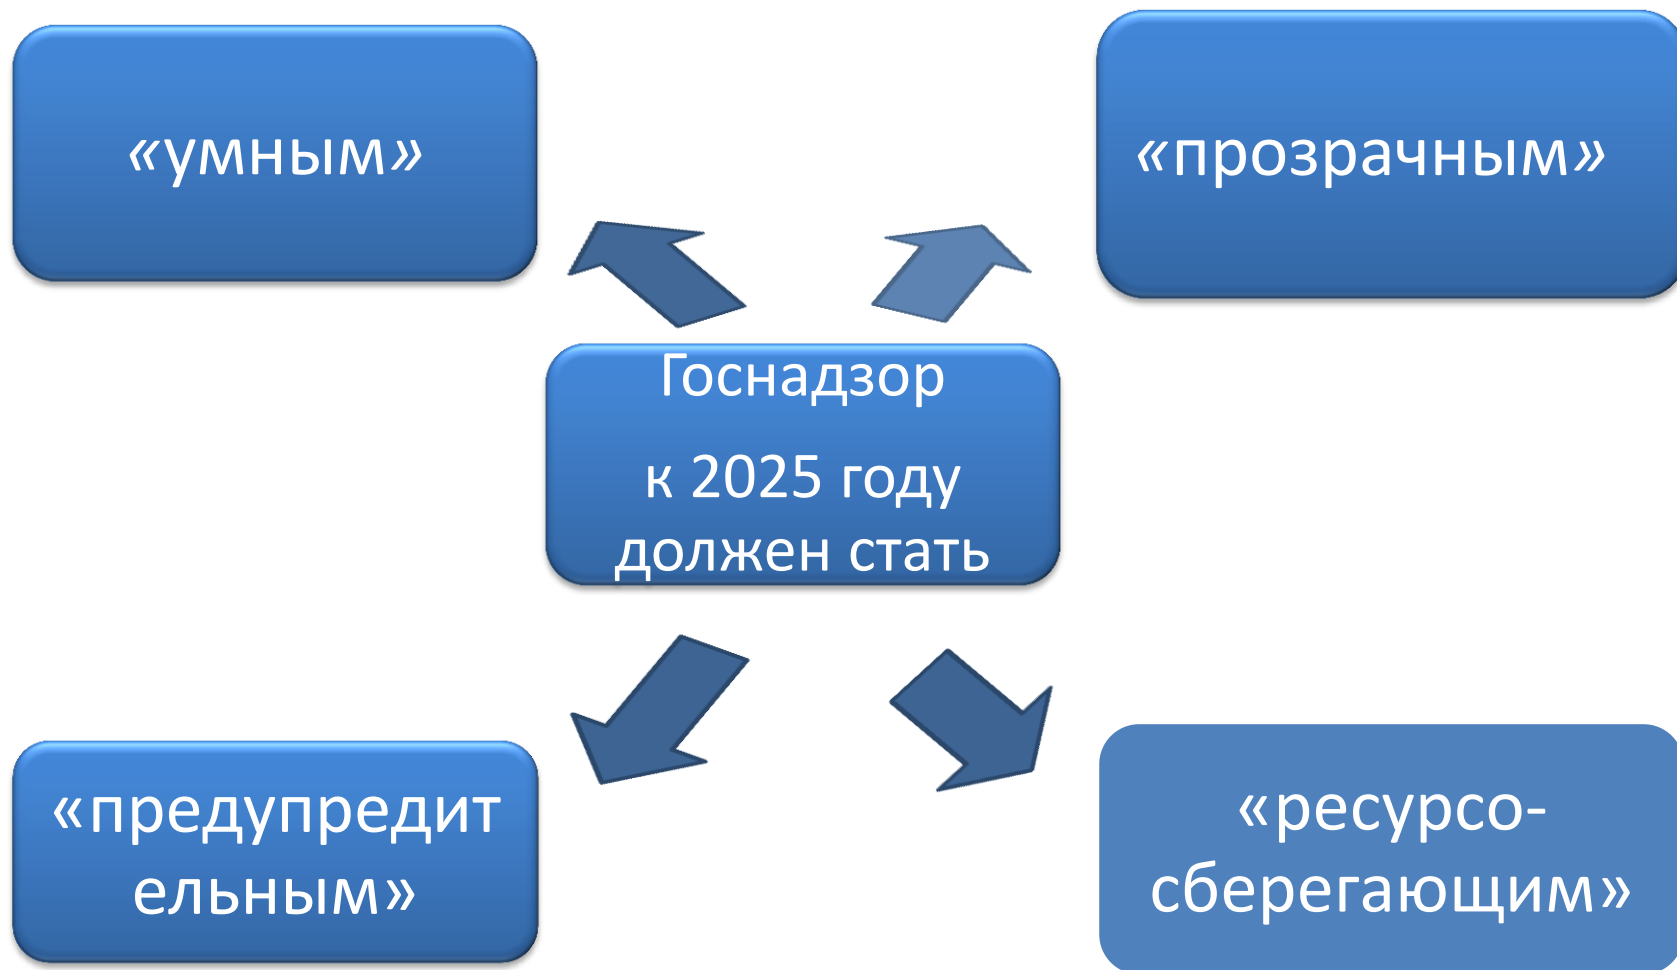 «умным»
«прозрачным»
Госнадзор
к 2025 году
должен стать
«предупредит
ельным»
«ресурсо-
сберегающим»